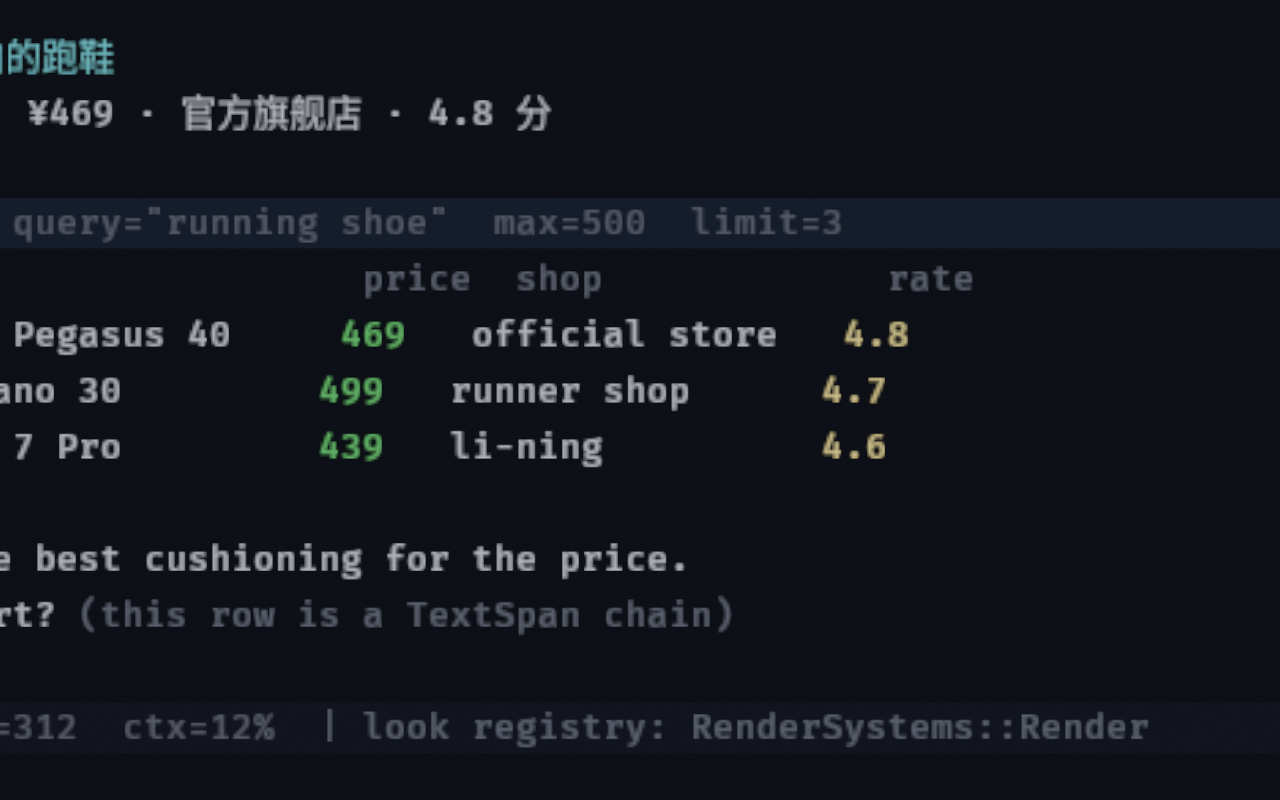 的跑鞋
¥469 · 官方旗舰店 · 4.8 分
query="running shoe"  max=500  limit=3
price  shop  rate
Pegasus 40  469  official store  4.8
ano 30  499  runner shop  4.7
7 Pro  439  li-ning  4.6
e best cushioning for the price.
rt? (this row is a TextSpan chain)
=312  ctx=12%  | look registry: RenderSystems::Render